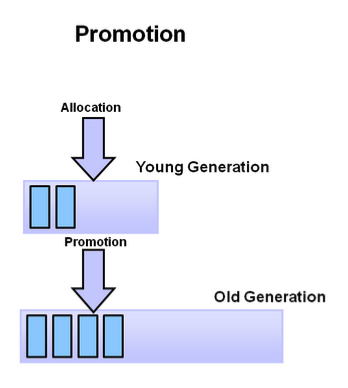 Promotion
Allocation
Young Generation
Promotion
Old Generation